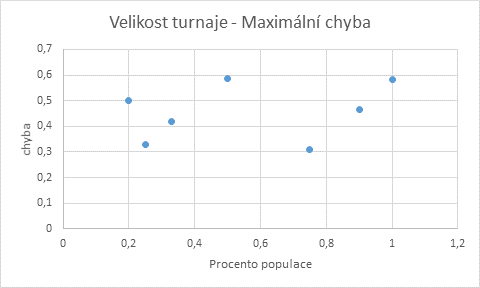 Velikost turnaje - Maximální chyba
0,7
0,6
0,5
0,4
0,3
0,2
0,1
0
chyba
0 0,2 0,4 0,6 0,8 1 1,2
Procento populace